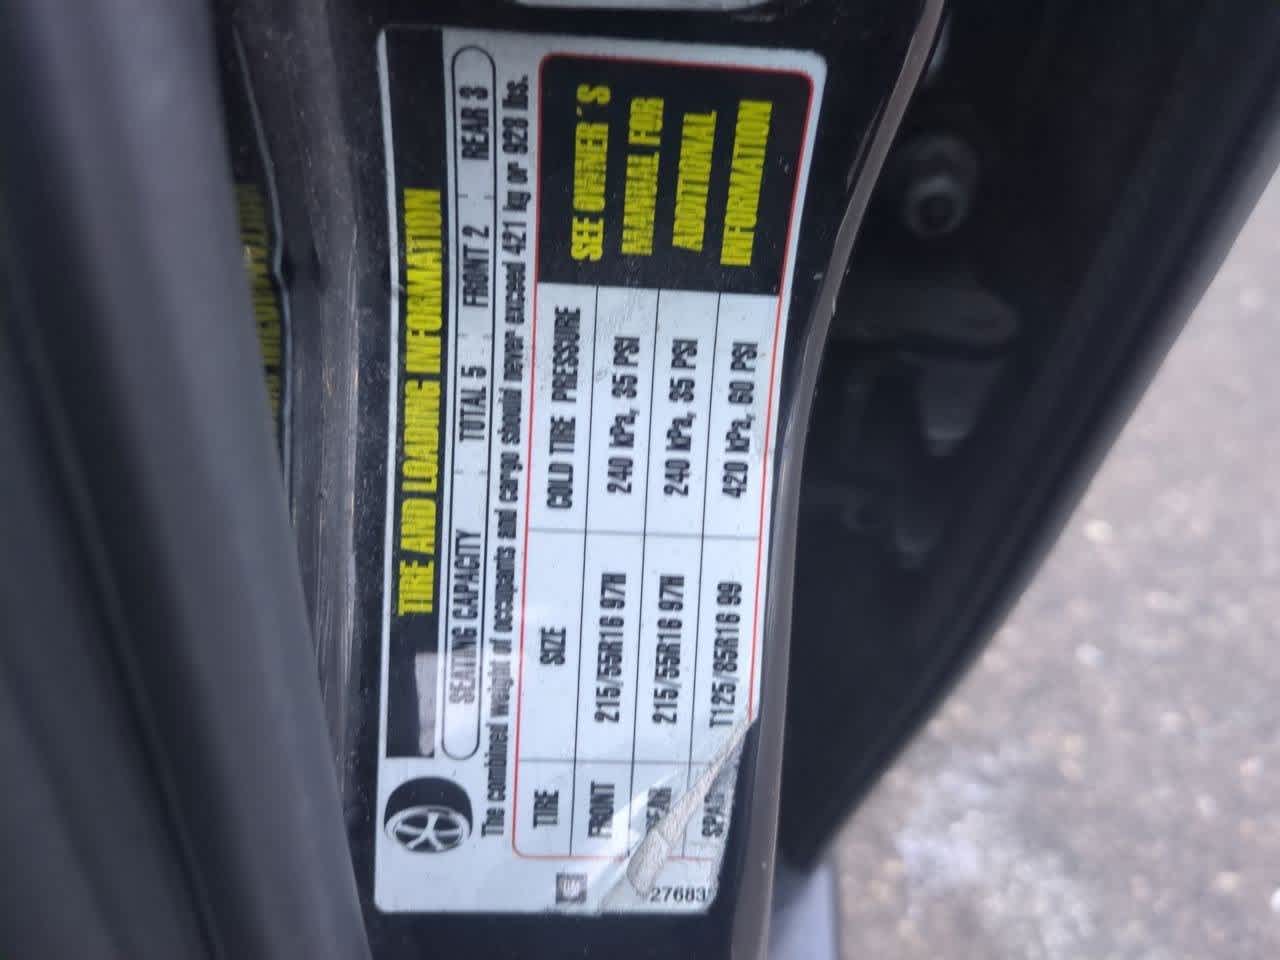 TIRE AND LOADING INFORMATION
SEATING CAPACITY TOTAL 5 FRONT 2 REAR 3
The combined weight of occupants and cargo should never exceed 421 kg or 928 lbs.
TIRE SIZE COLD TIRE PRESSURE
FRONT 215/55R16 97H 240 kPa, 35 PSI
215/55R16 97H 240 kPa, 35 PSI
T125/85R16 99 420 kPa, 60 PSI
SEE OWNER'S
MANUAL FOR
ADDITIONAL
INFORMATION